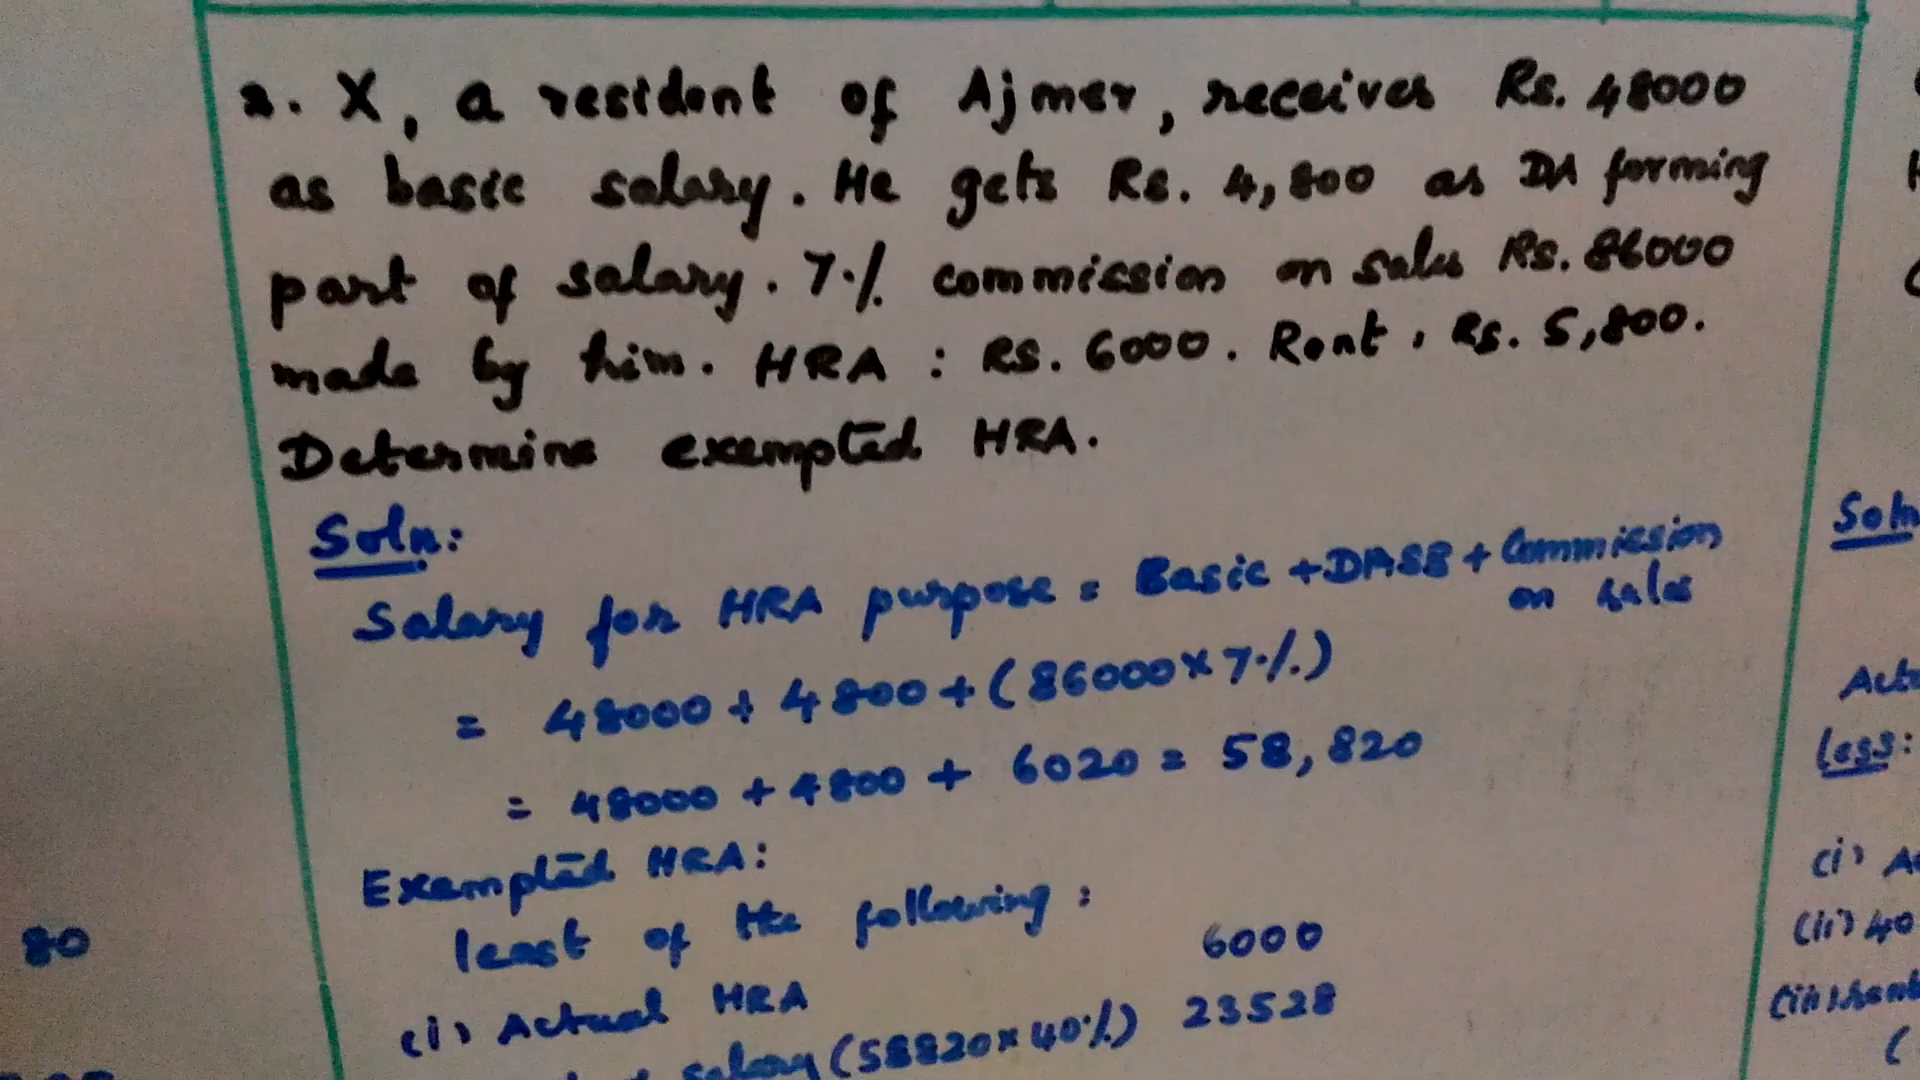 2. X, a resident of Ajmer, receives Rs. 48000
as basic salary. He gets Rs. 4,800 as DA forming
part of salary. 7% commission on sales Rs. 86000
made by him. HRA : RS. 6000. Rent : Rs. 5,800.
Determine exempted HRA.
Soln:
Salary for HRA purpose = Basic + DASB + Commission
on sales
= 48000 + 4800 + (86000 x 7%)
= 48000 + 4800 + 6020 = 58,820
Exempted HRA:
least of the following :
(i) Actual HRA 6000
salary (58820 x 40%) 23528
80
Soln
Less:
(i)
(ii) 40
(iii)